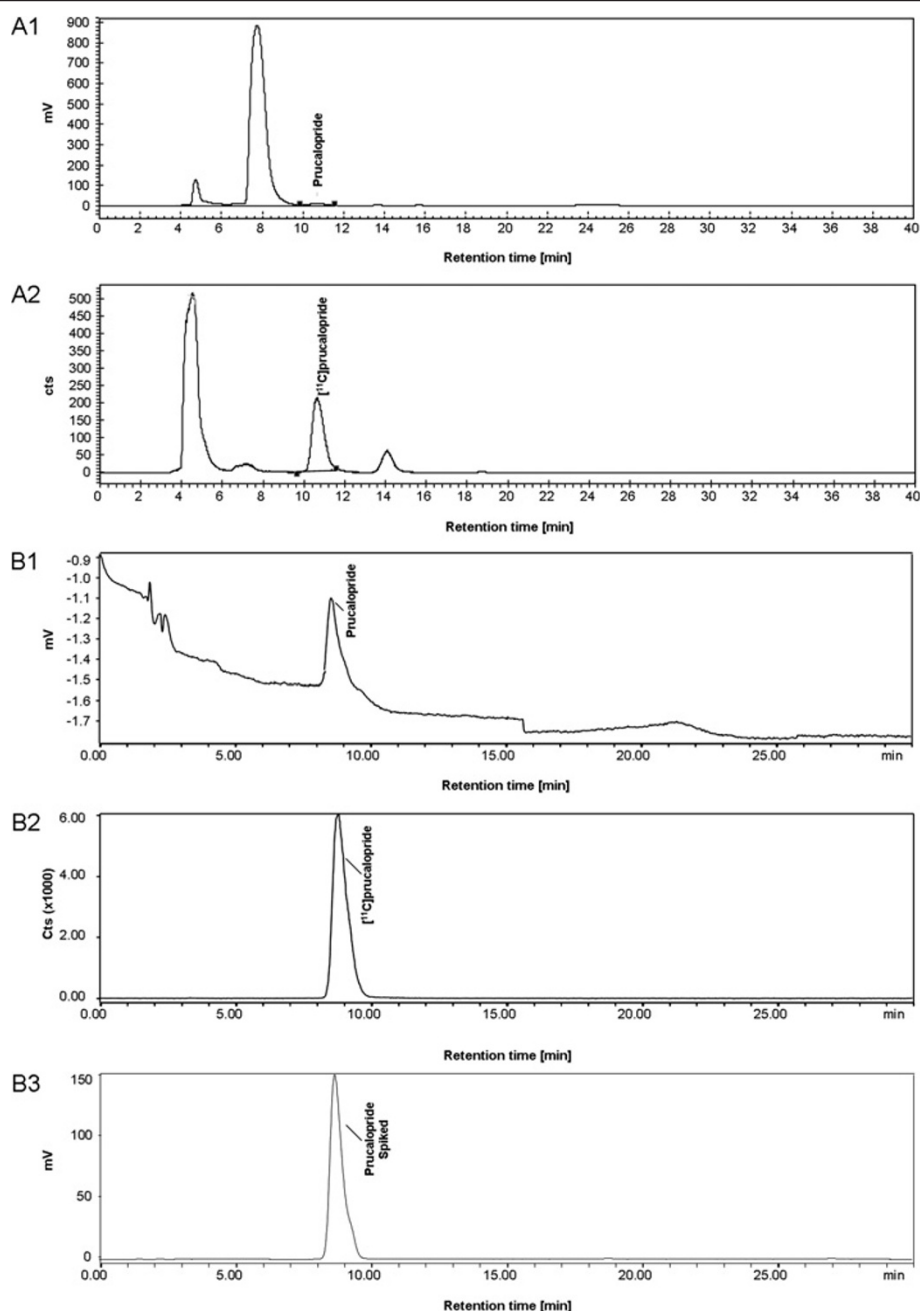 A1
900
800
700
600
500
400
300
200
100
0
mV
Prucalopride
0 2 4 6 8 10 12 14 16 18 20 22 24 26 28 30 32 34 36 38 40
Retention time [min]
A2
500
450
400
350
300
250
200
150
100
50
0
cts
[¹¹C]prucalopride
0 2 4 6 8 10 12 14 16 18 20 22 24 26 28 30 32 34 36 38 40
Retention time [min]
B1
-0.9
-1.0
-1.1
-1.2
-1.3
-1.4
-1.5
-1.6
-1.7
mV
Prucalopride
0.00 5.00 10.00 15.00 20.00 25.00 min
Retention time [min]
B2
6.00
4.00
2.00
0.00
Cts (x1000)
[¹¹C]prucalopride
0.00 5.00 10.00 15.00 20.00 25.00 min
Retention time [min]
B3
150
100
50
0
mV
Prucalopride
Spiked
0.00 5.00 10.00 15.00 20.00 25.00 min
Retention time [min]